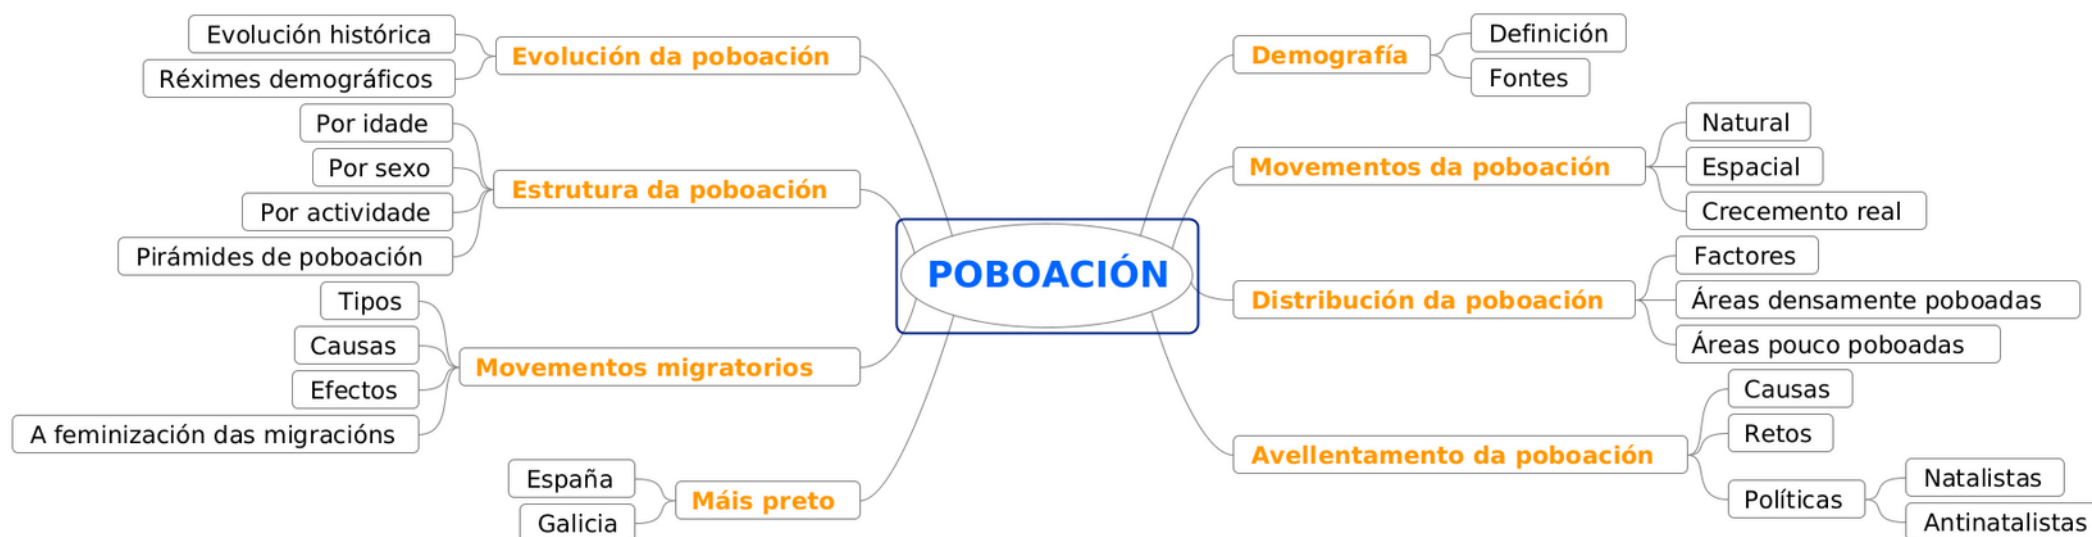 POBOACIÓN
Demografía
Definición
Fontes
Movementos da poboación
Natural
Espacial
Crecemento real
Distribución da poboación
Factores
Áreas densamente poboadas
Áreas pouco poboadas
Avellentamento da poboación
Causas
Retos
Políticas
Natalistas
Antinatalistas
Evolución da poboación
Evolución histórica
Réximes demográficos
Estrutura da poboación
Por idade
Por sexo
Por actividade
Pirámides de poboación
Movementos migratorios
Tipos
Causas
Efectos
A feminización das migracións
Máis preto
España
Galicia